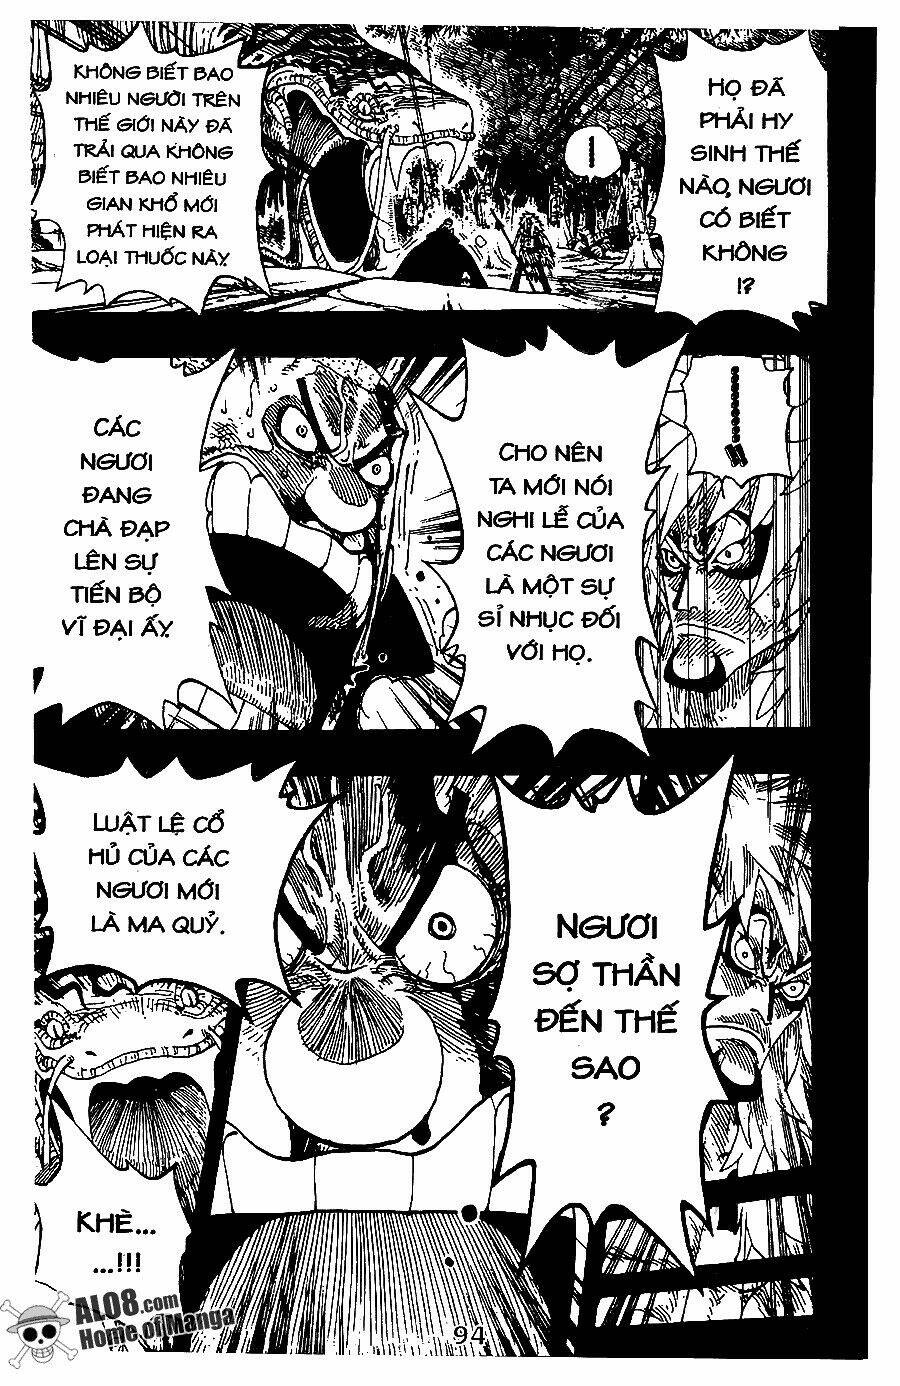 HỌ ĐÃ
PHẢI HY
SINH THẾ
NÀO, NGƯƠI
CÓ BIẾT
KHÔNG
!?
KHÔNG BIẾT BAO
NHIÊU NGƯỜI TRÊN
THẾ GIỚI NÀY ĐÃ
TRẢI QUA KHÔNG
BIẾT BAO NHIÊU
GIAN KHỔ MỚI
PHÁT HIỆN RA
LOẠI THUỐC NÀY.
CHO NÊN
TA MỚI NÓI
NGHI LỄ CỦA
CÁC NGƯƠI
LÀ MỘT SỰ
SỈ NHỤC ĐỐI
VỚI HỌ.
CÁC
NGƯƠI
ĐANG
CHÀ ĐẠP
LÊN SỰ
TIẾN BỘ
VĨ ĐẠI ẤY.
NGƯƠI
SỢ THẦN
ĐẾN THẾ
SAO
?
LUẬT LỆ CỔ
HỦ CỦA CÁC
NGƯƠI MỚI
LÀ MA QUỶ.
KHÈ...
...!!!
94
AL08.com
Home of Manga